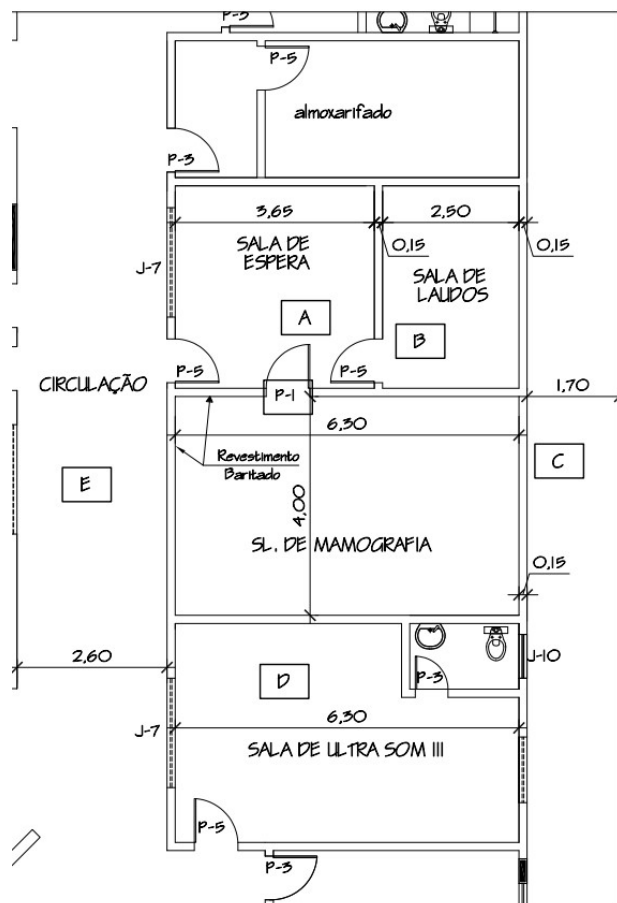 P-3
P-5
almoxarifado
P-3
3,65
2,50
SALA DE
ESPERA
0,15
0,15
J-7
SALA DE
LAUDOS
A
B
CIRCULAÇÃO
P-5
P-5
P-1
1,70
6,30
Revestimento
Baritado
C
E
4,00
SL. DE MAMOGRAFIA
0,15
2,60
J-10
P-3
D
6,30
J-7
SALA DE ULTRA SOM III
P-5
P-3